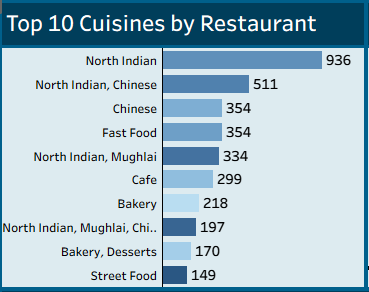 Top 10 Cuisines by Restaurant
North Indian 936
North Indian, Chinese 511
Chinese 354
Fast Food 354
North Indian, Mughlai 334
Cafe 299
Bakery 218
North Indian, Mughlai, Chi.. 197
Bakery, Desserts 170
Street Food 149